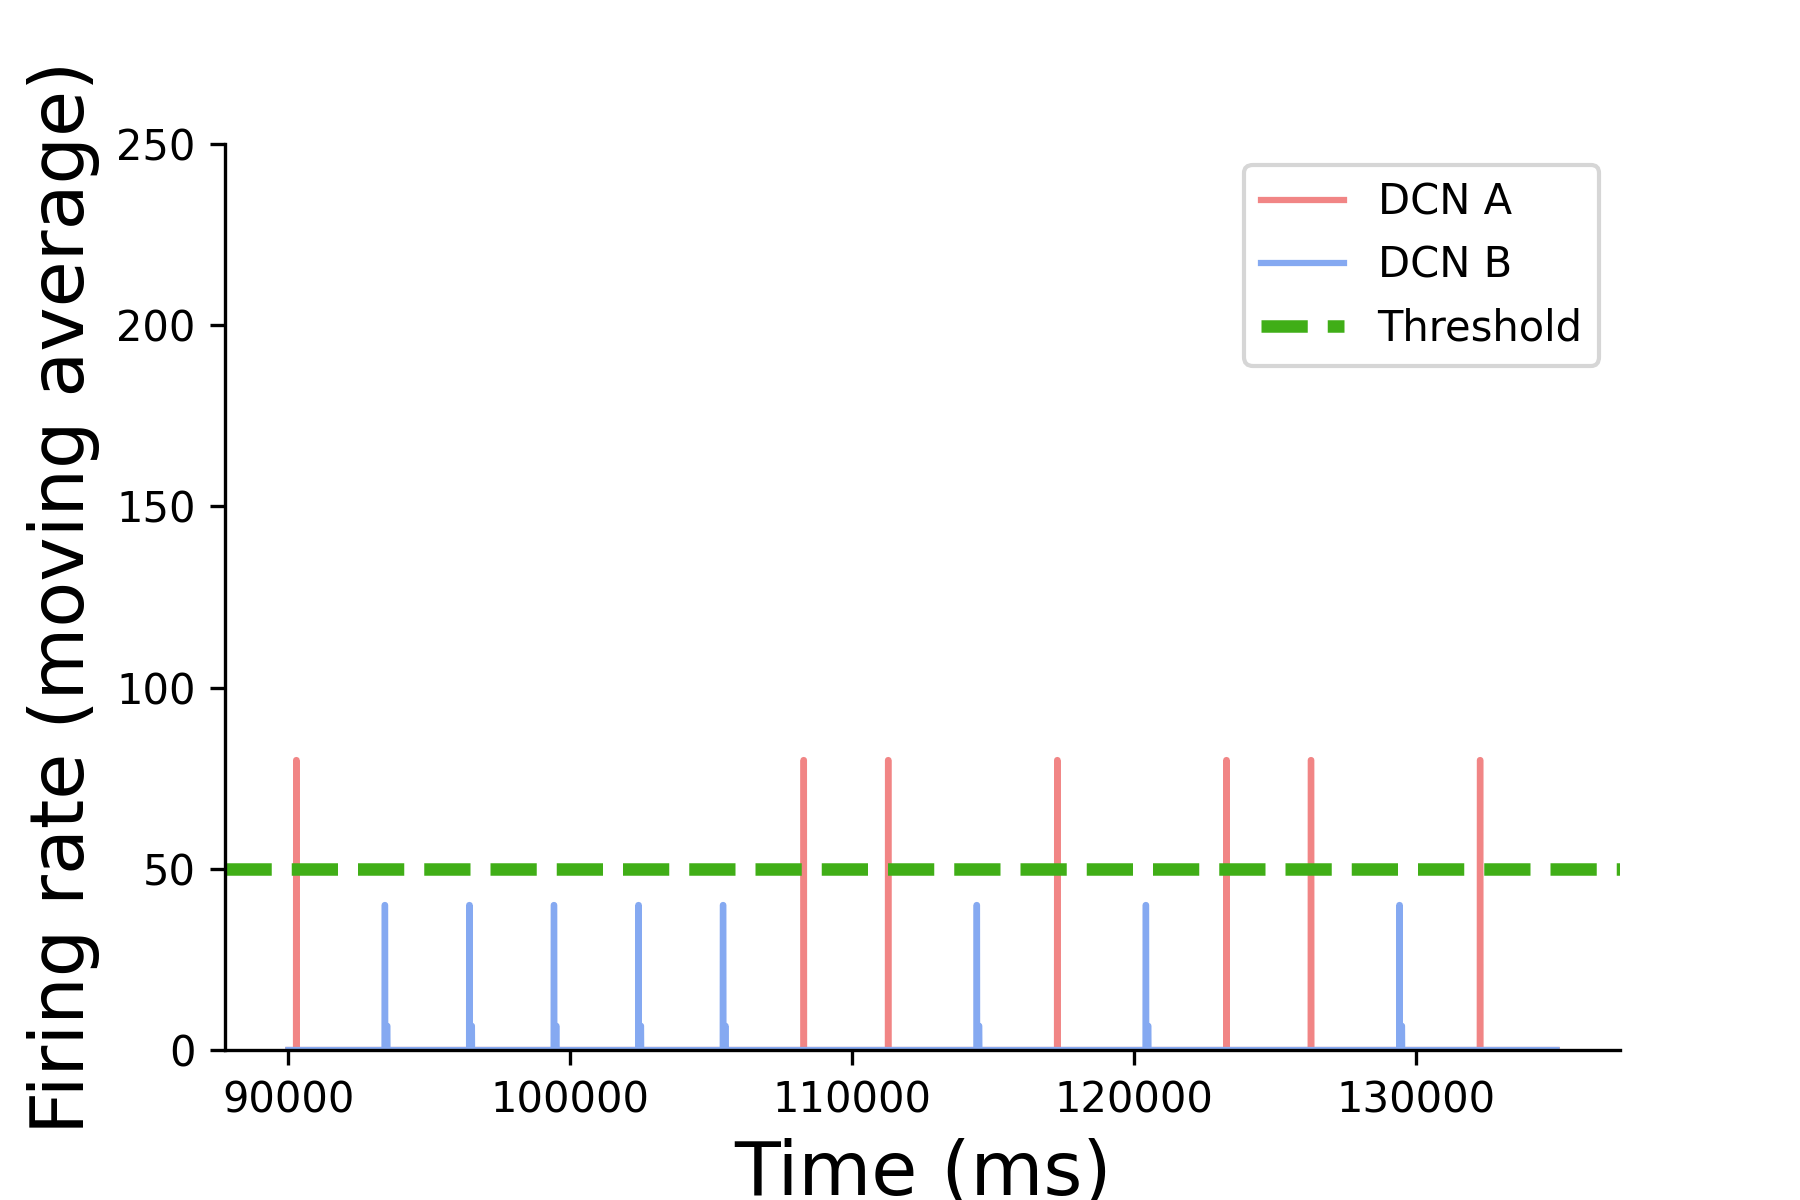 Firing rate (moving average)
250
200
150
100
50
0
DCN A
DCN B
Threshold
90000 100000 110000 120000 130000
Time (ms)